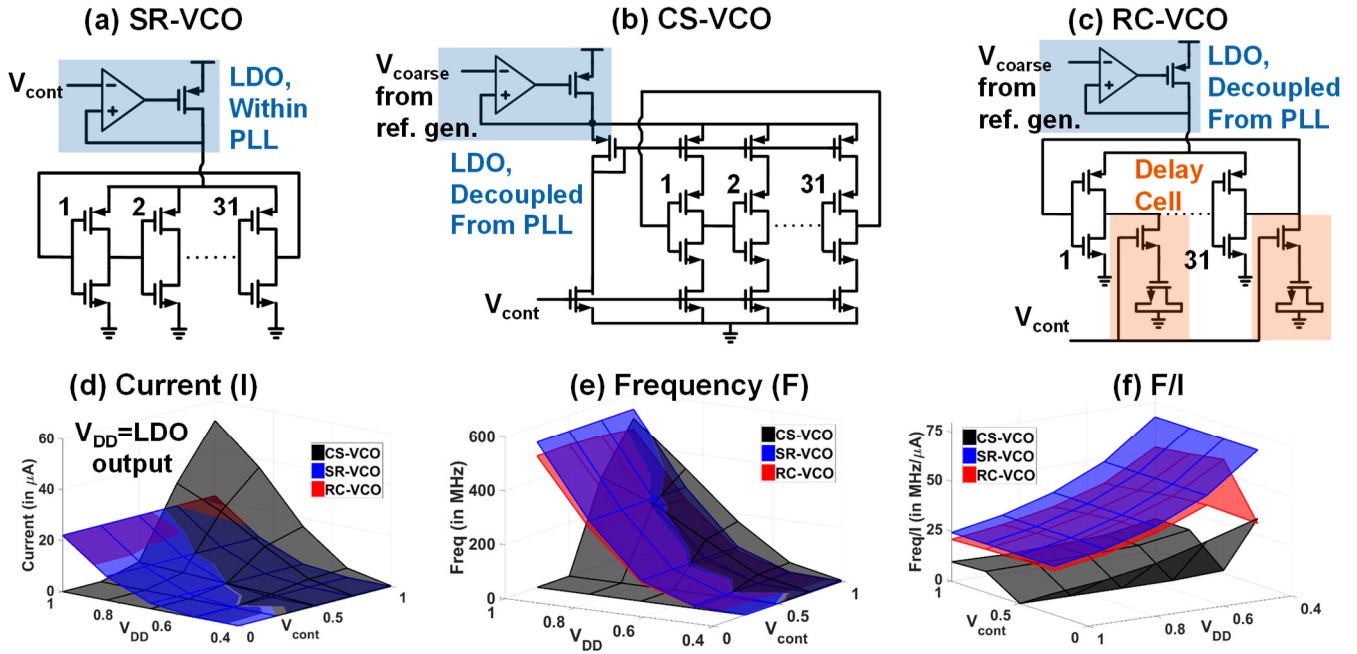 (a) SR-VCO
V_cont
−
+
LDO,
Within
PLL
1
2
31
(b) CS-VCO
V_coarse
from
ref. gen.
−
+
LDO,
Decoupled
From PLL
1
2
31
V_cont
(c) RC-VCO
V_coarse
from
ref. gen.
−
+
LDO,
Decoupled
From PLL
Delay
Cell
1
31
V_cont
(d) Current (I)
V_DD=LDO
output
CS-VCO
SR-VCO
RC-VCO
Current (in μA)
60
40
20
0
1
0.8
0.6
0.4
V_DD
0
0.5
1
V_cont
(e) Frequency (F)
CS-VCO
SR-VCO
RC-VCO
Freq (in MHz)
600
400
200
0
1
0.8
0.6
0.4
V_DD
0
0.5
1
V_cont
(f) F/I
CS-VCO
SR-VCO
RC-VCO
Freq/I (in MHz/μA)
75
50
25
0
1
0.5
0
V_cont
1
0.8
0.6
0.4
V_DD